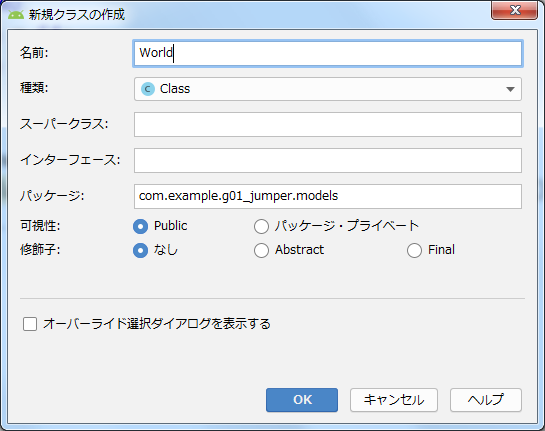 新規クラスの作成
名前: World
種類: C Class
スーパークラス:
インターフェース:
パッケージ: com.example.g01_jumper.models
可視性: Public パッケージ・プライベート
修飾子: なし Abstract Final
オーバーライド選択ダイアログを表示する
OK キャンセル ヘルプ